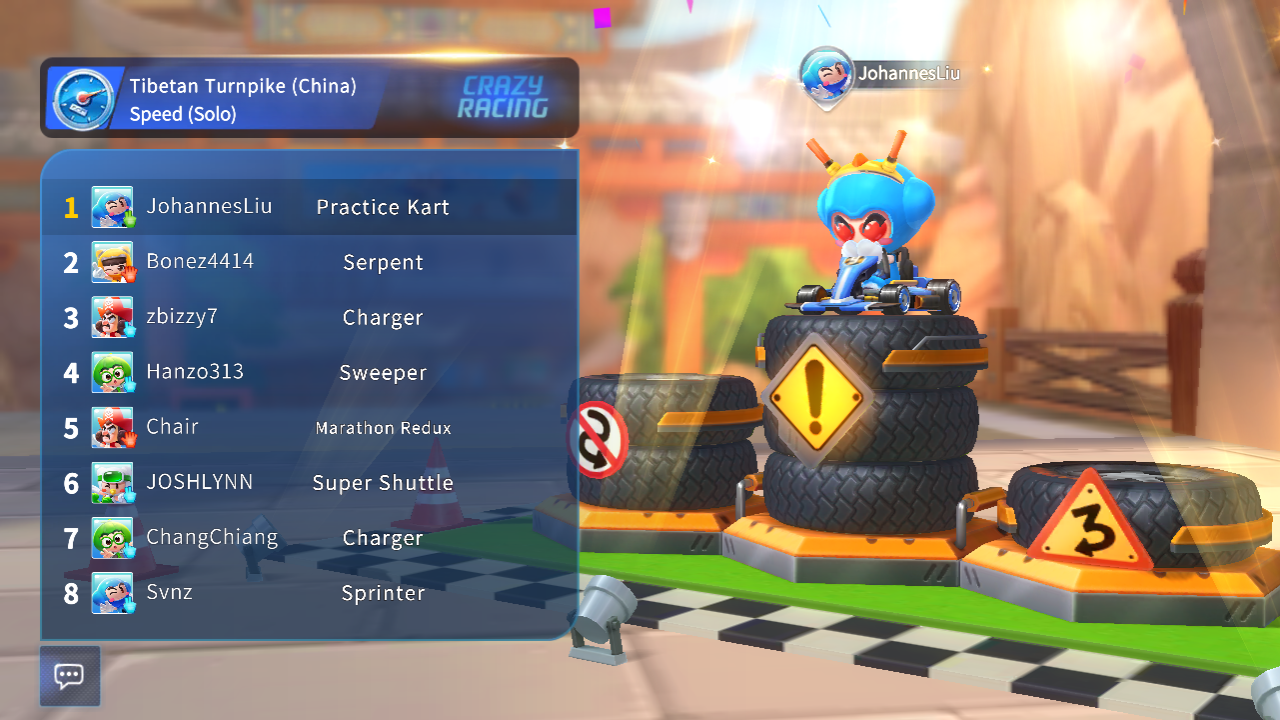 Tibetan Turnpike (China)
Speed (Solo)
CRAZY
RACING
JohannesLiu
1 JohannesLiu Practice Kart
2 Bonez4414 Serpent
3 zbizzy7 Charger
4 Hanzo313 Sweeper
5 Chair Marathon Redux
6 JOSHLYNN Super Shuttle
7 ChangChiang Charger
8 Svnz Sprinter
!
2
3